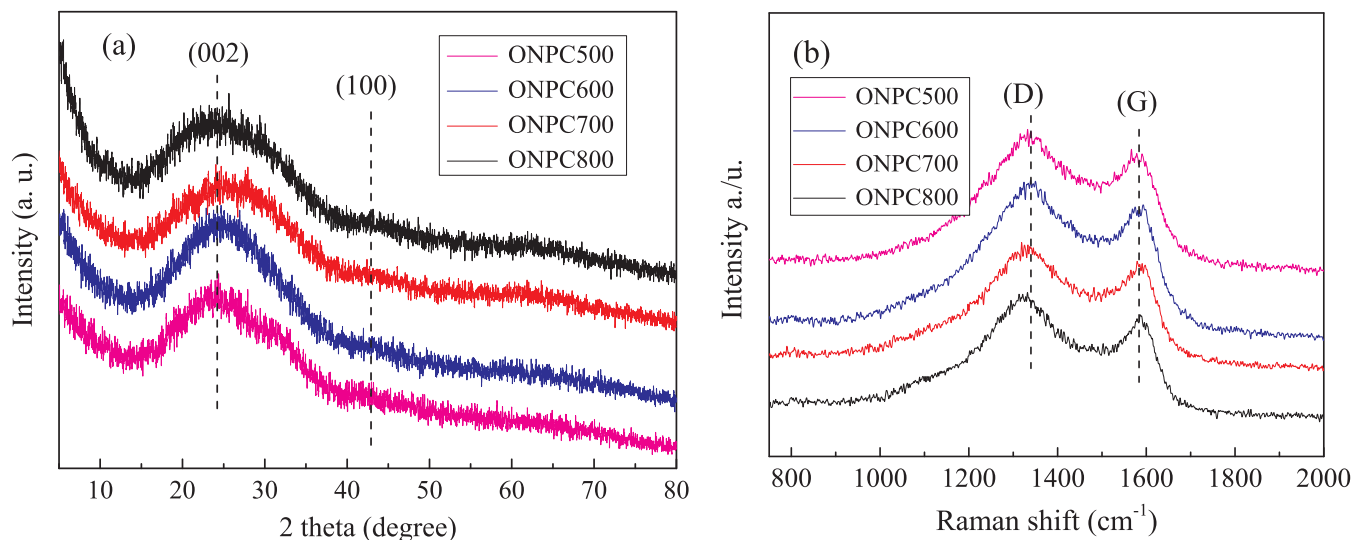 (a)
(002)
(100)
ONPC500
ONPC600
ONPC700
ONPC800
Intensity (a. u.)
10 20 30 40 50 60 70 80
2 theta (degree)
(b)
ONPC500
ONPC600
ONPC700
ONPC800
(D)
(G)
Intensity a./u.
800 1000 1200 1400 1600 1800 2000
Raman shift (cm⁻¹)